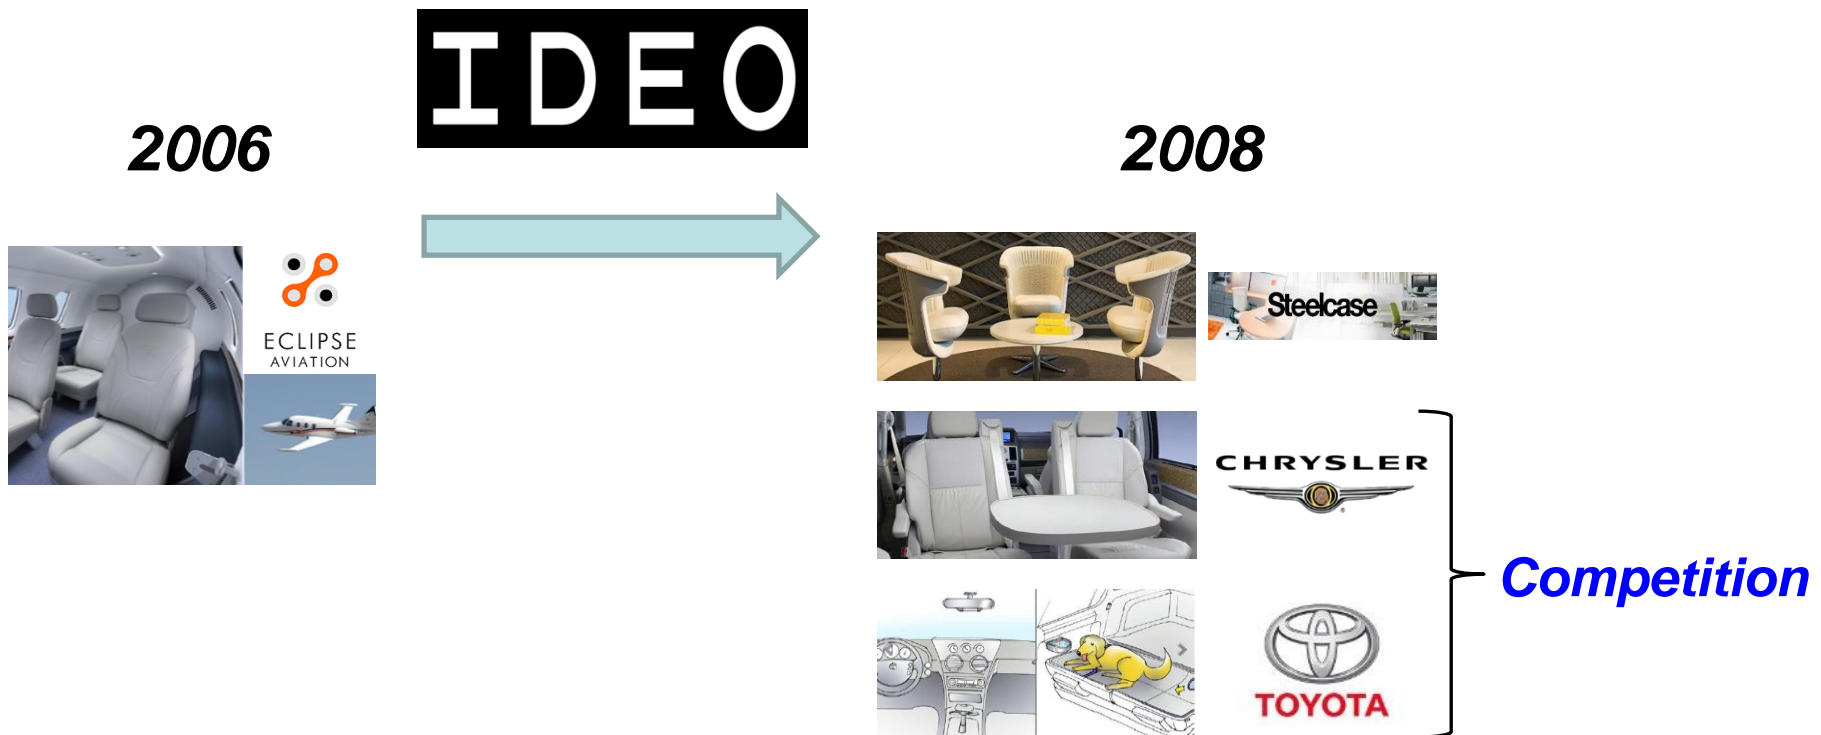 IDEO
2006
2008
ECLIPSE
AVIATION
Steelcase
CHRYSLER
Competition
TOYOTA